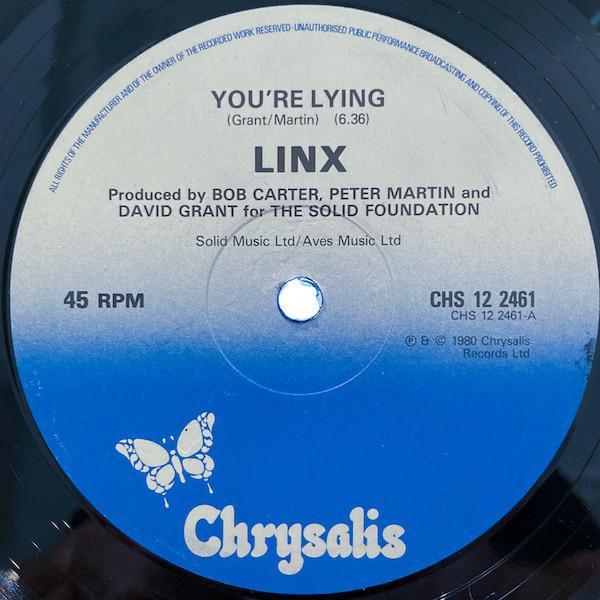 ALL RIGHTS OF THE MANUFACTURER AND OF THE OWNER OF THE RECORDED WORK RESERVED · UNAUTHORISED PUBLIC PERFORMANCE BROADCASTING AND COPYING OF THIS RECORD PROHIBITED
YOU'RE LYING
(Grant/Martin) (6.36)
LINX
Produced by BOB CARTER, PETER MARTIN and
DAVID GRANT for THE SOLID FOUNDATION
Solid Music Ltd/Aves Music Ltd
45 RPM
CHS 12 2461
CHS 12 2461-A
℗ & © 1980 Chrysalis
Records Ltd
Chrysalis